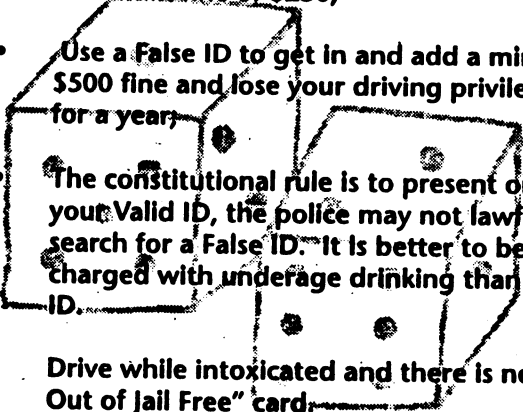 Use a False ID to get in and add a
$500 fine and lose your driving
for a year;
The constitutional rule is to present
your Valid ID, the police may not
search for a False ID. It is better to be
charged with underage drinking than
ID.
Drive while intoxicated and there is
Out of Jail Free" card.